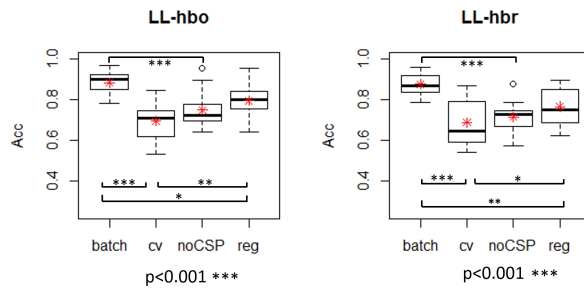 LL-hbo
Acc
1.0
0.8
0.6
0.4
***
*** **
*
batch cv noCSP reg
p<0.001 ***
LL-hbr
Acc
1.0
0.8
0.6
0.4
***
*** *
**
batch cv noCSP reg
p<0.001 ***